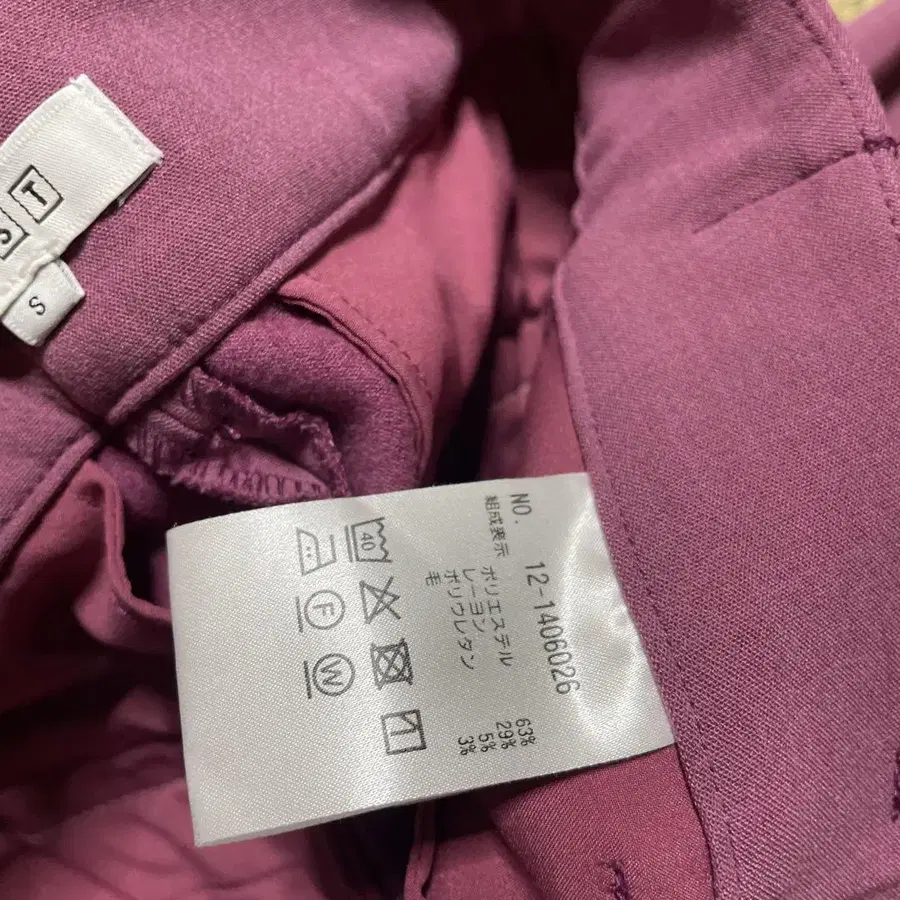 S T
S
NO. 12-1406026
組成表示 ポリエステル 63%
レーヨン 29%
ポリウレタン 5%
毛 3%
40
F W